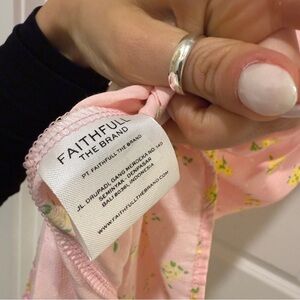 FAITHFULL
THE BRAND
PT FAITHFULL THE BRAND
JL. DRUPADI, GANG MERDEKI NO 14D
SEMINYAK - DENPASAR
BALI 80361, INDONESIA
WWW.FAITHFULLTHEBRAND.COM